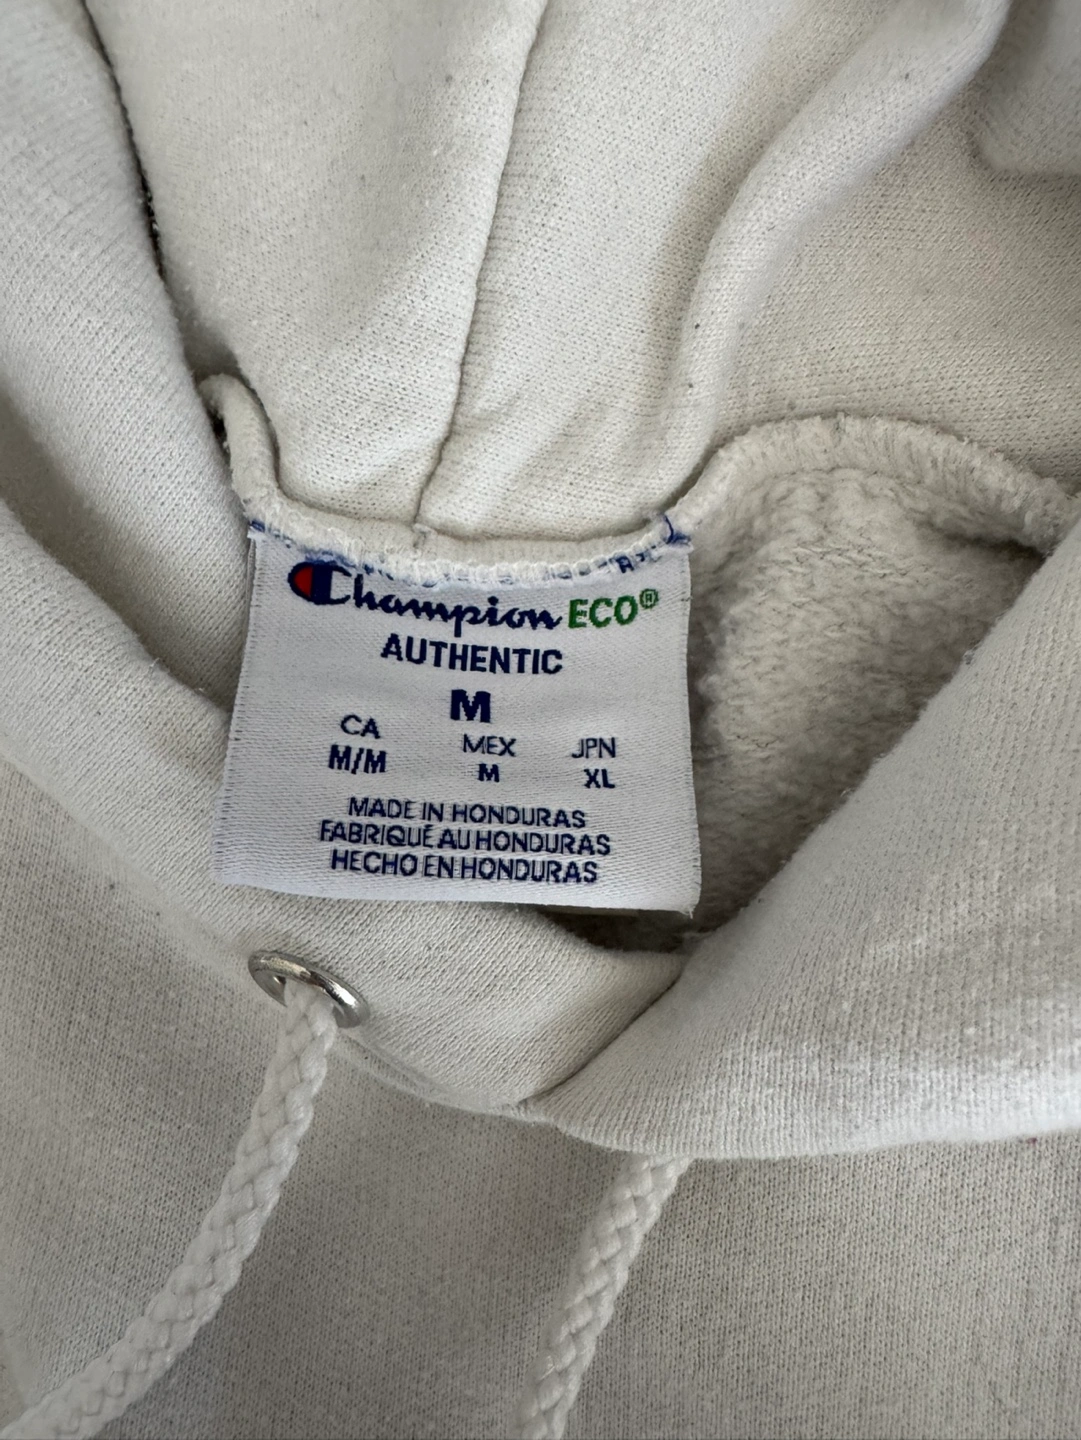 Champion ECO®
AUTHENTIC
M
CA MEX JPN
M/M M XL
MADE IN HONDURAS
FABRIQUÉ AU HONDURAS
HECHO EN HONDURAS